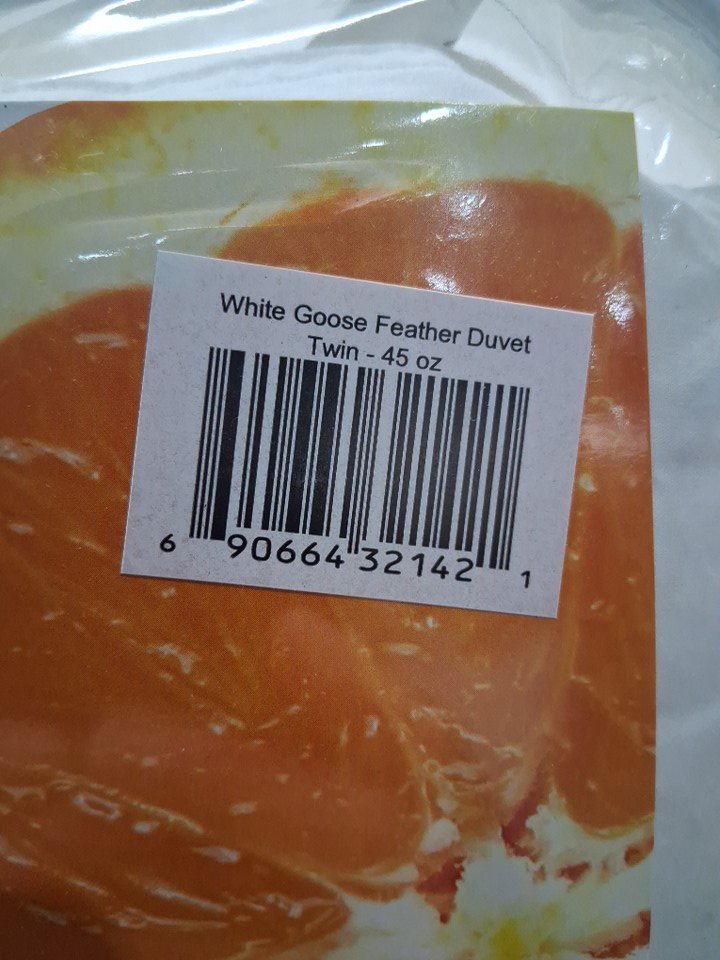 White Goose Feather Duvet
Twin - 45 oz
6 90664 32142 1